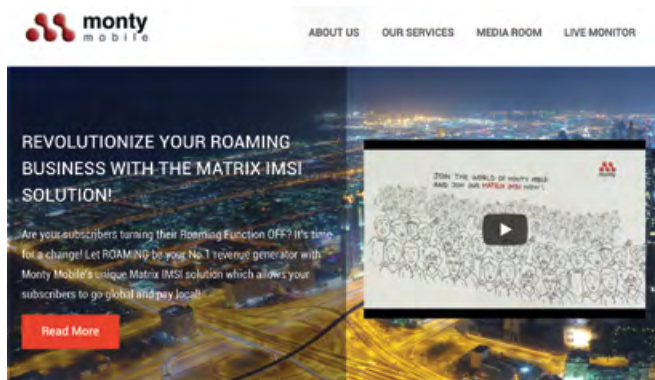 monty
mobile
ABOUT US
OUR SERVICES
MEDIA ROOM
LIVE MONITOR
REVOLUTIONIZE YOUR ROAMING
BUSINESS WITH THE MATRIX IMSI
SOLUTION!
Are your subscribers turning their Roaming Function OFF? It's time
for a change! Let ROAMING be your No.1 revenue generator with
Monty Mobile's unique Matrix IMSI solution which allows your
subscribers to go global and pay local!
Read More
JOIN THE WORLD OF MONTY MOBILE
AND JOIN OUR MATRIX IMSI NOW!
monty